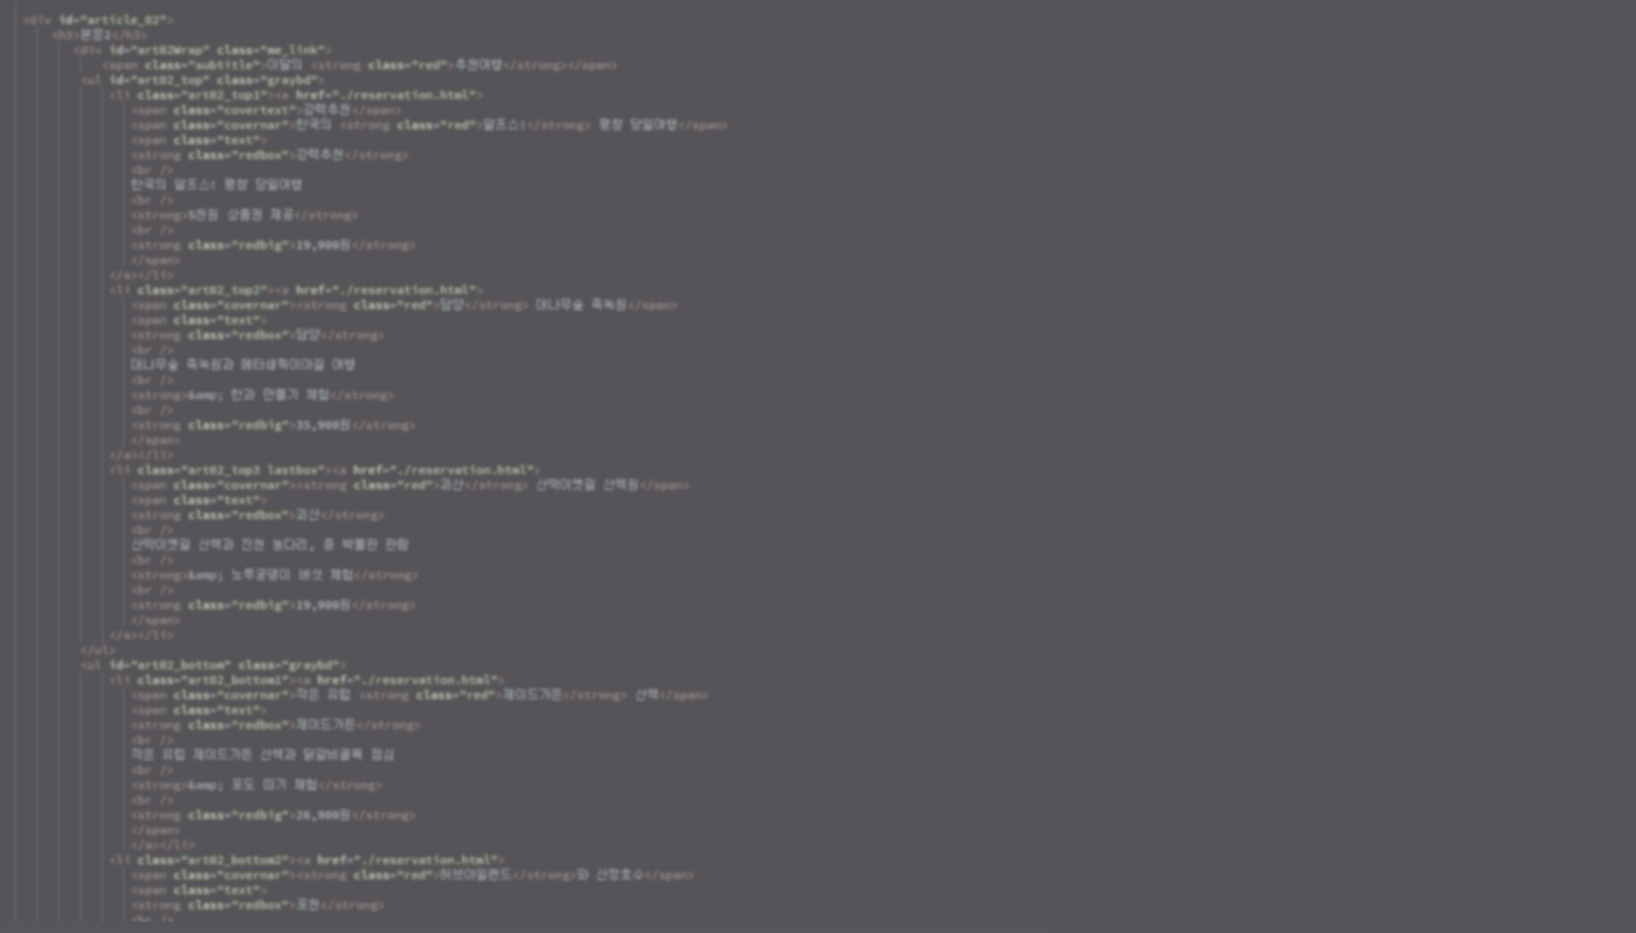 <div id="article_02">
<h3>본문2</h3>
<div id="art02Wrap" class="me_link">
<span class="subtitle">이달의 <strong class="red">추천여행</strong></span>
<ul id="art02_top" class="graybd">
<li class="art02_top1"><a href="./reservation.html">
<span class="covertext">강력추천</span>
<span class="covernar">한국의 <strong class="red">알프스!</strong> 평창 당일여행</span>
<span class="text">
<strong class="redbox">강력추천</strong>
<br />
한국의 알프스! 평창 당일여행
<br />
<strong>5천원 상품권 제공</strong>
<br />
<strong class="redbig">19,900원</strong>
</span>
</a></li>
<li class="art02_top2"><a href="./reservation.html">
<span class="covernar"><strong class="red">담양</strong> 대나무숲 죽녹원</span>
<span class="text">
<strong class="redbox">담양</strong>
<br />
대나무숲 죽녹원과 메타세쿼이아길 여행
<br />
<strong>&amp; 한과 만들기 체험</strong>
<br />
<strong class="redbig">35,900원</strong>
</span>
</a></li>
<li class="art02_top3 lastbox"><a href="./reservation.html">
<span class="covernar"><strong class="red">괴산</strong> 산막이옛길 산책원</span>
<span class="text">
<strong class="redbox">괴산</strong>
<br />
산막이옛길 산책과 진천 농다리, 종 박물관 관람
<br />
<strong>&amp; 노루궁뎅이 버섯 체험</strong>
<br />
<strong class="redbig">19,900원</strong>
</span>
</a></li>
</ul>
<ul id="art02_bottom" class="graybd">
<li class="art02_bottom1"><a href="./reservation.html">
<span class="covernar">작은 유럽 <strong class="red">제이드가든</strong> 산책</span>
<span class="text">
<strong class="redbox">제이드가든</strong>
<br />
작은 유럽 제이드가든 산책과 닭갈비골목 점심
<br />
<strong>&amp; 포도 따기 체험</strong>
<br />
<strong class="redbig">26,900원</strong>
</span>
</a></li>
<li class="art02_bottom2"><a href="./reservation.html">
<span class="covernar"><strong class="red">허브아일랜드</strong>와 산정호수</span>
<span class="text">
<strong class="redbox">포천</strong>
<br />